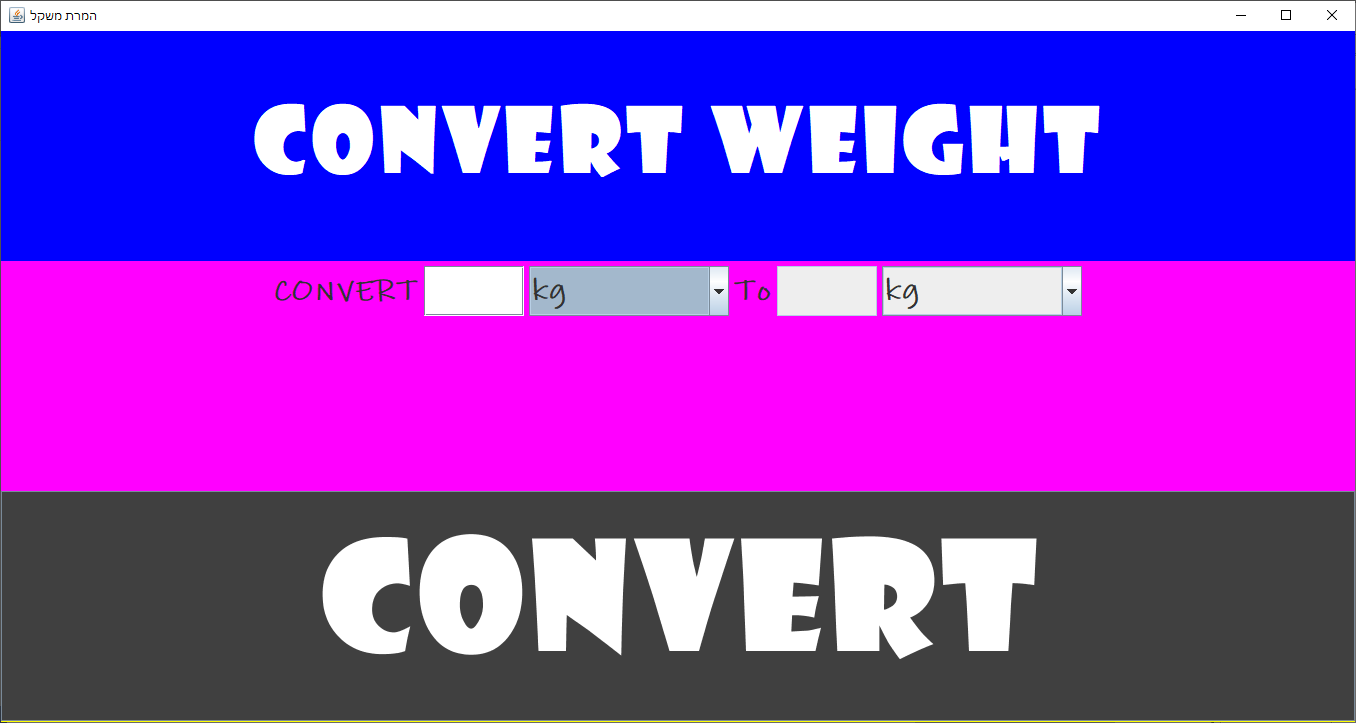 המרת משקל
CONVERT WEIGHT
CONVERT kg To kg
CONVERT